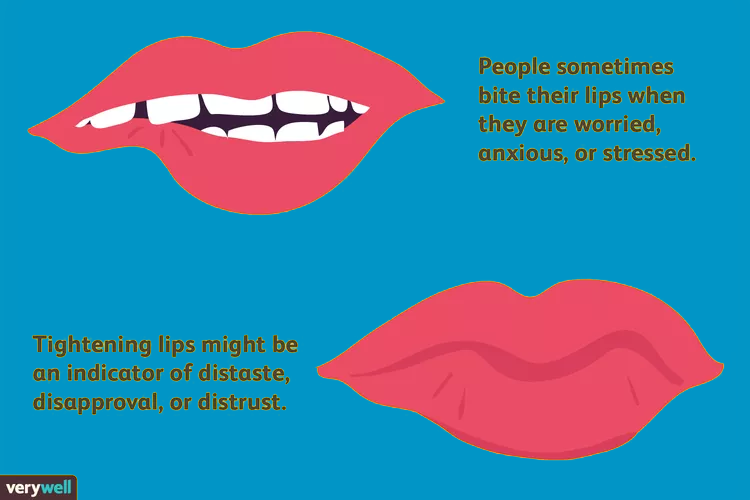 People sometimes
bite their lips when
they are worried,
anxious, or stressed.
Tightening lips might be
an indicator of distaste,
disapproval, or distrust.
verywell